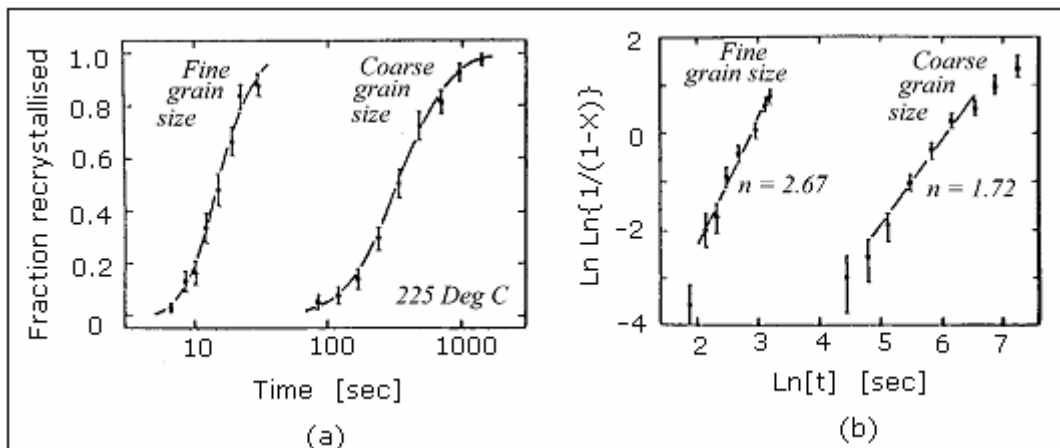 Fraction recrystallised
1.0
0.8
0.6
0.4
0.2
0
Fine
grain
size
Coarse
grain
size
225 Deg C
10
100
1000
Time [sec]
(a)
Ln Ln{1/(1-X)}
2
0
-2
-4
Fine
grain size
Coarse
grain
size
n = 2.67
n = 1.72
2
3
4
5
6
7
Ln[t] [sec]
(b)